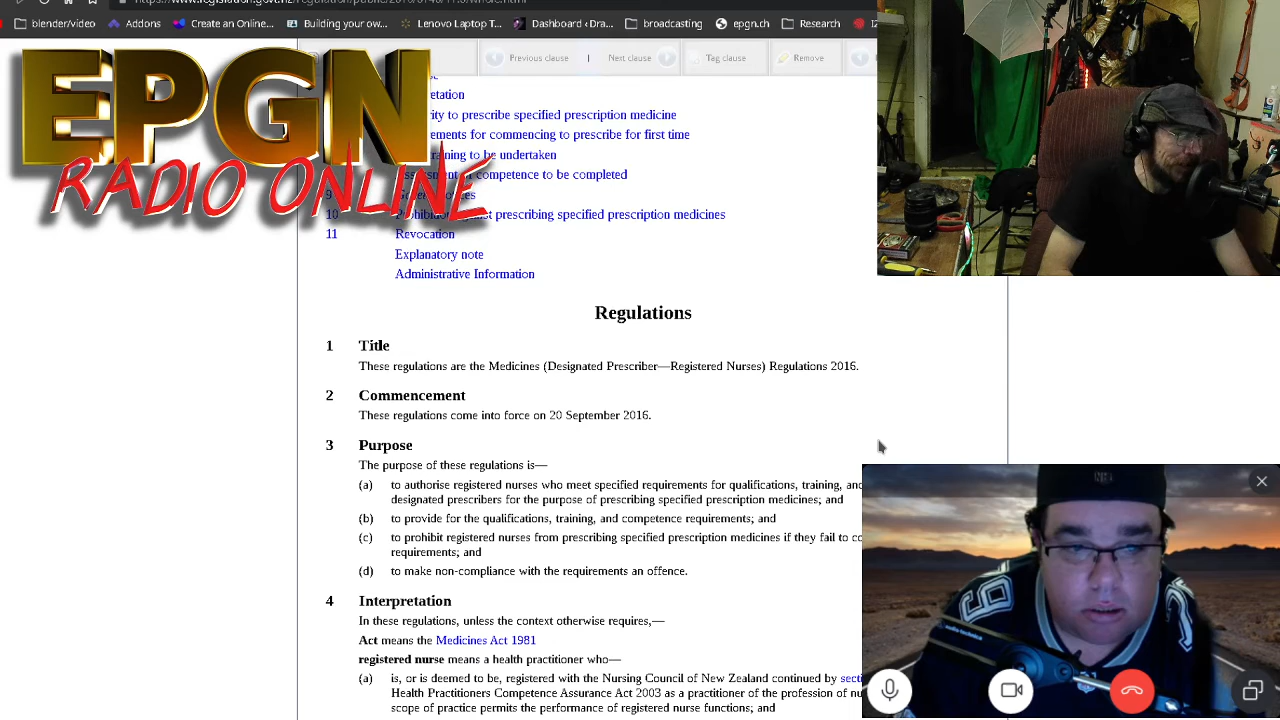 blender/video Addons Create an Online... Building your ow... Lenovo Laptop T... Dashboard ‹ Dra... broadcasting epgn.ch Research
EPGN
RADIO ONLINE
Previous clause | Next clause Tag clause Remove
to prescribe specified prescription medicine
for commencing to prescribe for first time
to be undertaken
competence to be completed
9
10 prescribing specified prescription medicines
11 Revocation
Explanatory note
Administrative Information
Regulations
1 Title
These regulations are the Medicines (Designated Prescriber—Registered Nurses) Regulations 2016.
2 Commencement
These regulations come into force on 20 September 2016.
3 Purpose
The purpose of these regulations is—
(a) to authorise registered nurses who meet specified requirements for qualifications, training, and
designated prescribers for the purpose of prescribing specified prescription medicines; and
(b) to provide for the qualifications, training, and competence requirements; and
(c) to prohibit registered nurses from prescribing specified prescription medicines if they fail to
requirements; and
(d) to make non-compliance with the requirements an offence.
4 Interpretation
In these regulations, unless the context otherwise requires,—
Act means the Medicines Act 1981
registered nurse means a health practitioner who—
(a) is, or is deemed to be, registered with the Nursing Council of New Zealand continued by
Health Practitioners Competence Assurance Act 2003 as a practitioner of the profession of
scope of practice permits the performance of registered nurse functions; and